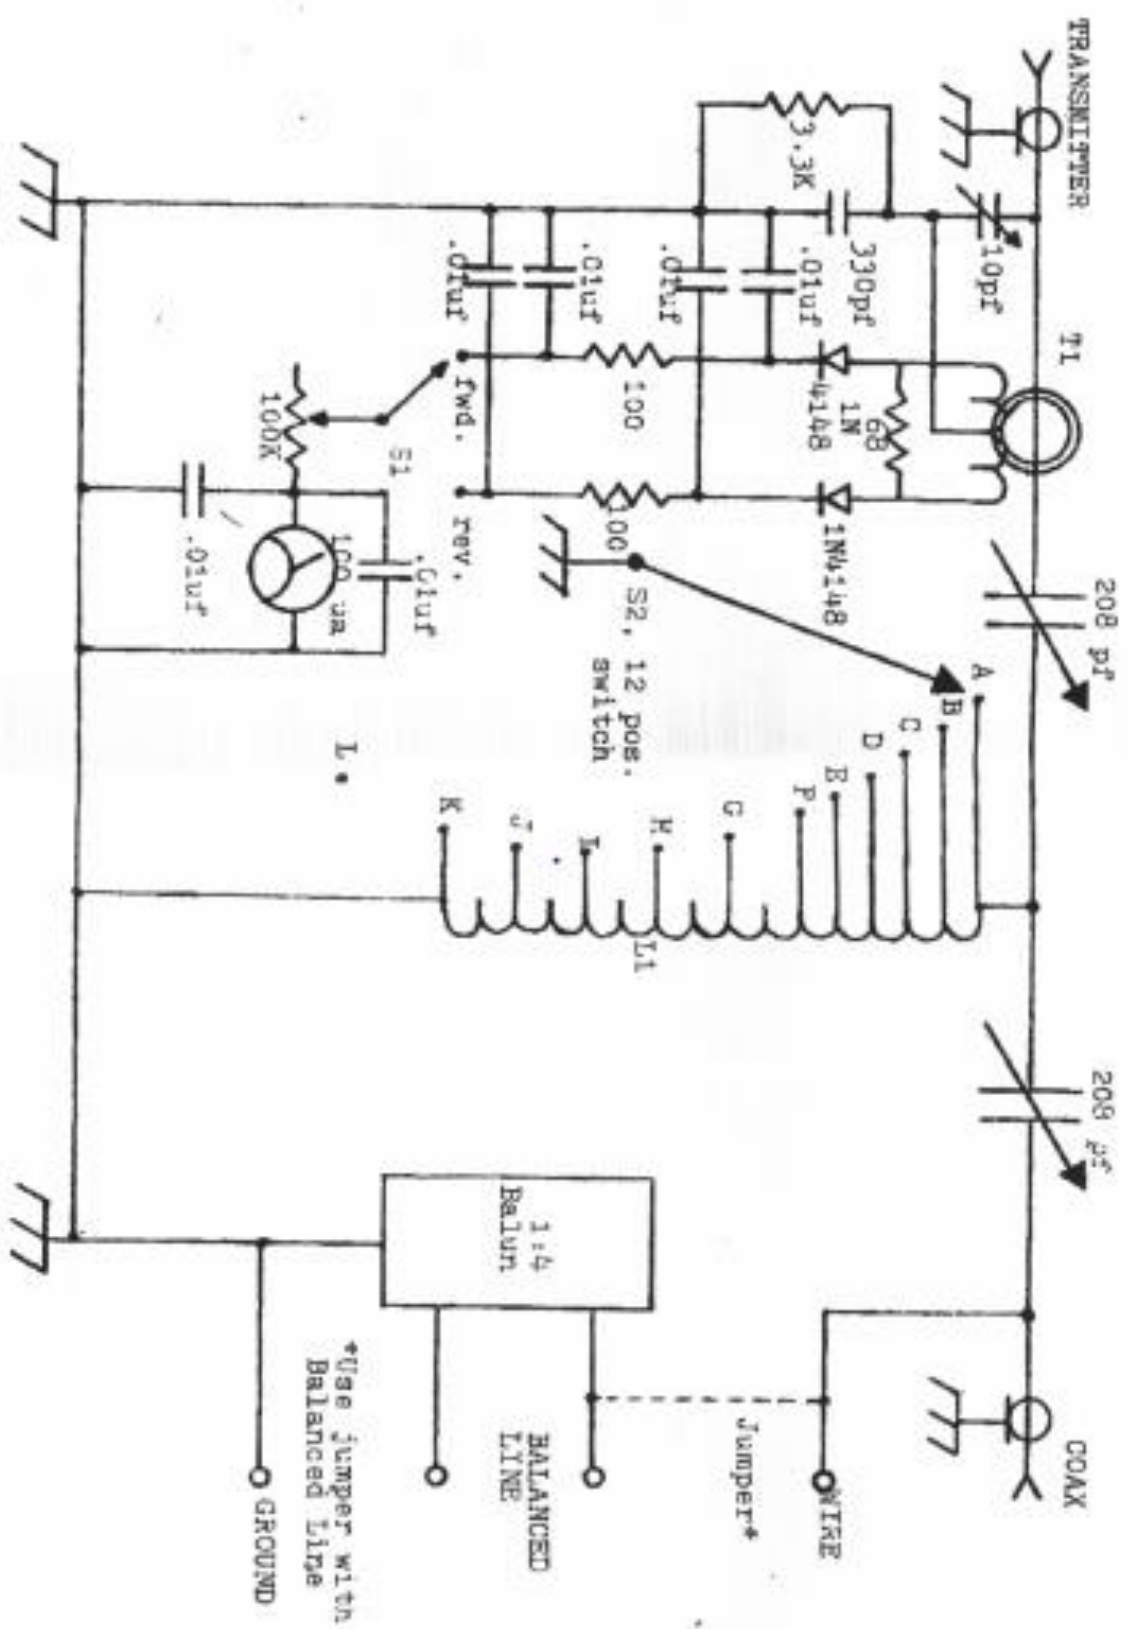 TRANSMITTER
10pf
T1
208 pf
208 pf
COAX
3.3K
330pf
.01uf
.01uf
.01uf
.01uf
68
1N
4148
1N4148
100
100
fwd.
rev.
S1
100K
100 ua
.01uf
.01uf
S2, 12 pos.
switch
A
B
C
D
E
F
G
H
I
J
K
L
L1
1:4
Balun
WIRE
Jumper*
BALANCED
LINE
GROUND
*Use jumper with
Balanced Line